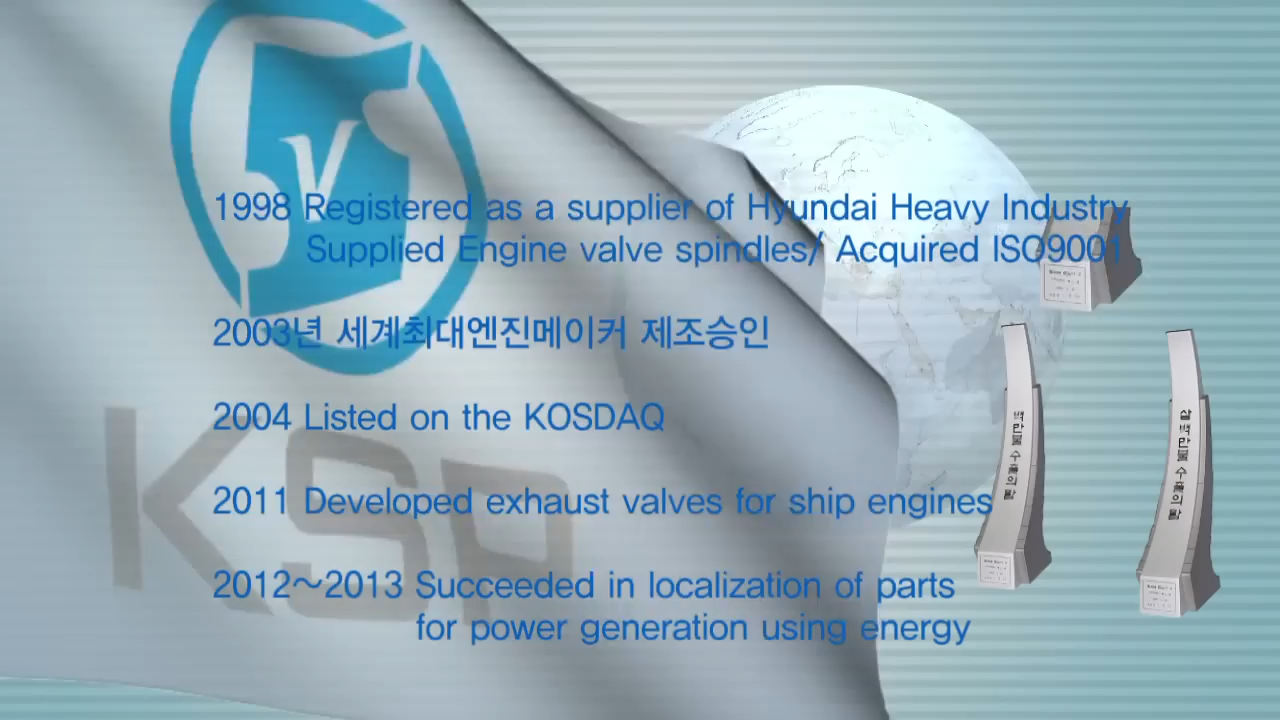 1998 Registered as a supplier of Hyundai Heavy Industry
Supplied Engine valve spindles/ Acquired ISO9001
2003년 세계최대엔진메이커 제조승인
2004 Listed on the KOSDAQ
2011 Developed exhaust valves for ship engines
2012~2013 Succeeded in localization of parts
for power generation using energy
KSP
V
백만불 수출의탑
삼백만불 수출의탑